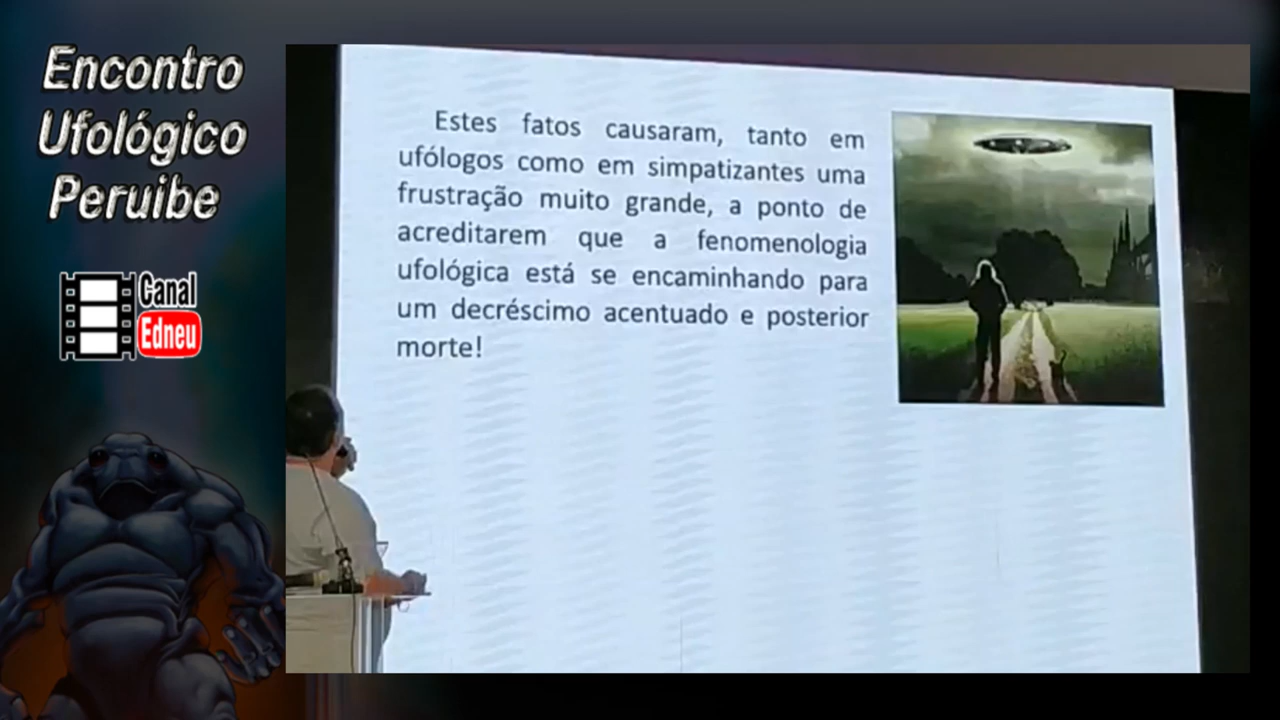 Encontro
Ufológico
Peruibe
Canal
Edneu
Estes fatos causaram, tanto em
ufólogos como em simpatizantes uma
frustração muito grande, a ponto de
acreditarem que a fenomenologia
ufológica está se encaminhando para
um decréscimo acentuado e posterior
morte!